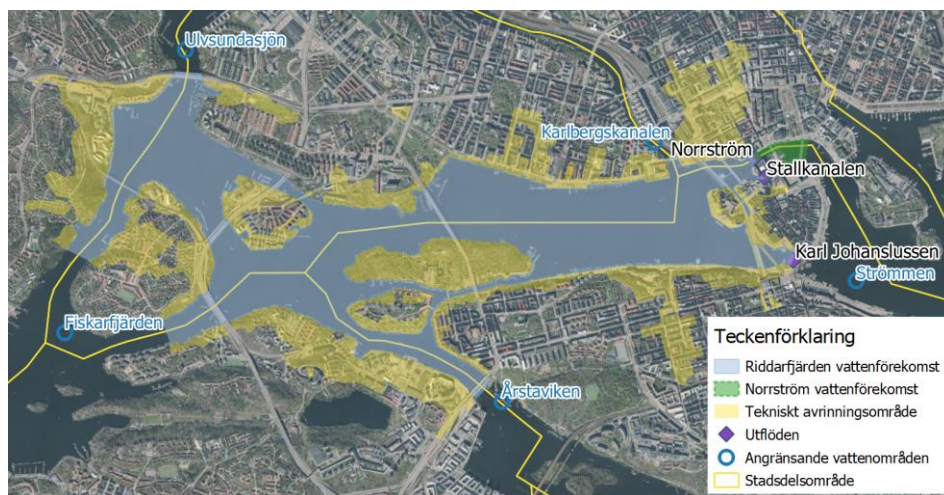 Ulvsundasjön
Karlbergskanalen
Norrström
Stallkanalen
Karl Johanslussen
Strömmen
Fiskarfjärden
Årstaviken
Teckenförklaring
Riddarfjärden vattenförekomst
Norrström vattenförekomst
Tekniskt avrinningsområde
Utflöden
Angränsande vattenområden
Stadsdelsområde